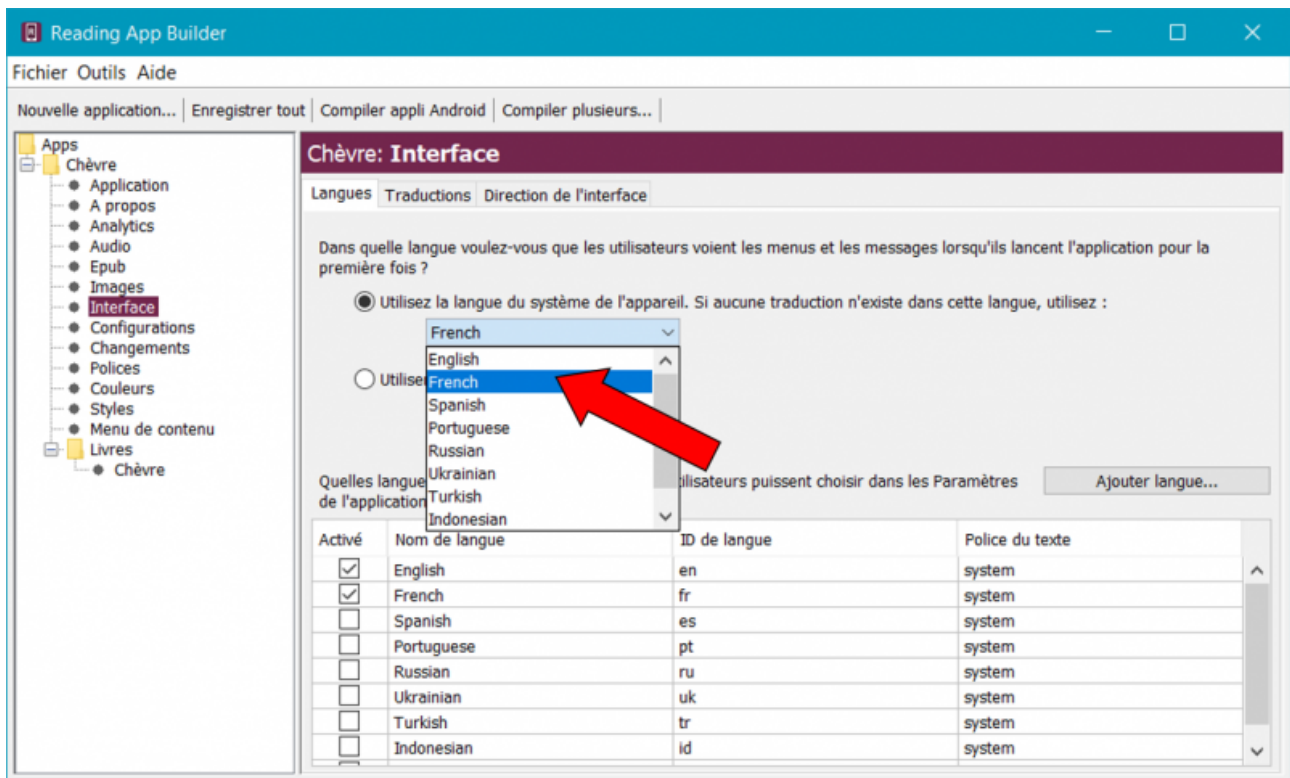 Reading App Builder
Fichier Outils Aide
Nouvelle application... Enregistrer tout Compiler appli Android Compiler plusieurs...
Apps
Chèvre
Application
A propos
Analytics
Audio
Epub
Images
Interface
Configurations
Changements
Polices
Couleurs
Styles
Menu de contenu
Livres
Chèvre
Chèvre: Interface
Langues Traductions Direction de l'interface
Dans quelle langue voulez-vous que les utilisateurs voient les menus et les messages lorsqu'ils lancent l'application pour la
première fois ?
Utilisez la langue du système de l'appareil. Si aucune traduction n'existe dans cette langue, utilisez :
French
English
French
Spanish
Portuguese
Russian
Ukrainian
Turkish
Indonesian
Quelles puissent choisir dans les Paramètres
de l'application
Ajouter langue...
Activé Nom de langue ID de langue Police du texte
English en system
French fr system
Spanish es system
Portuguese pt system
Russian ru system
Ukrainian uk system
Turkish tr system
Indonesian id system